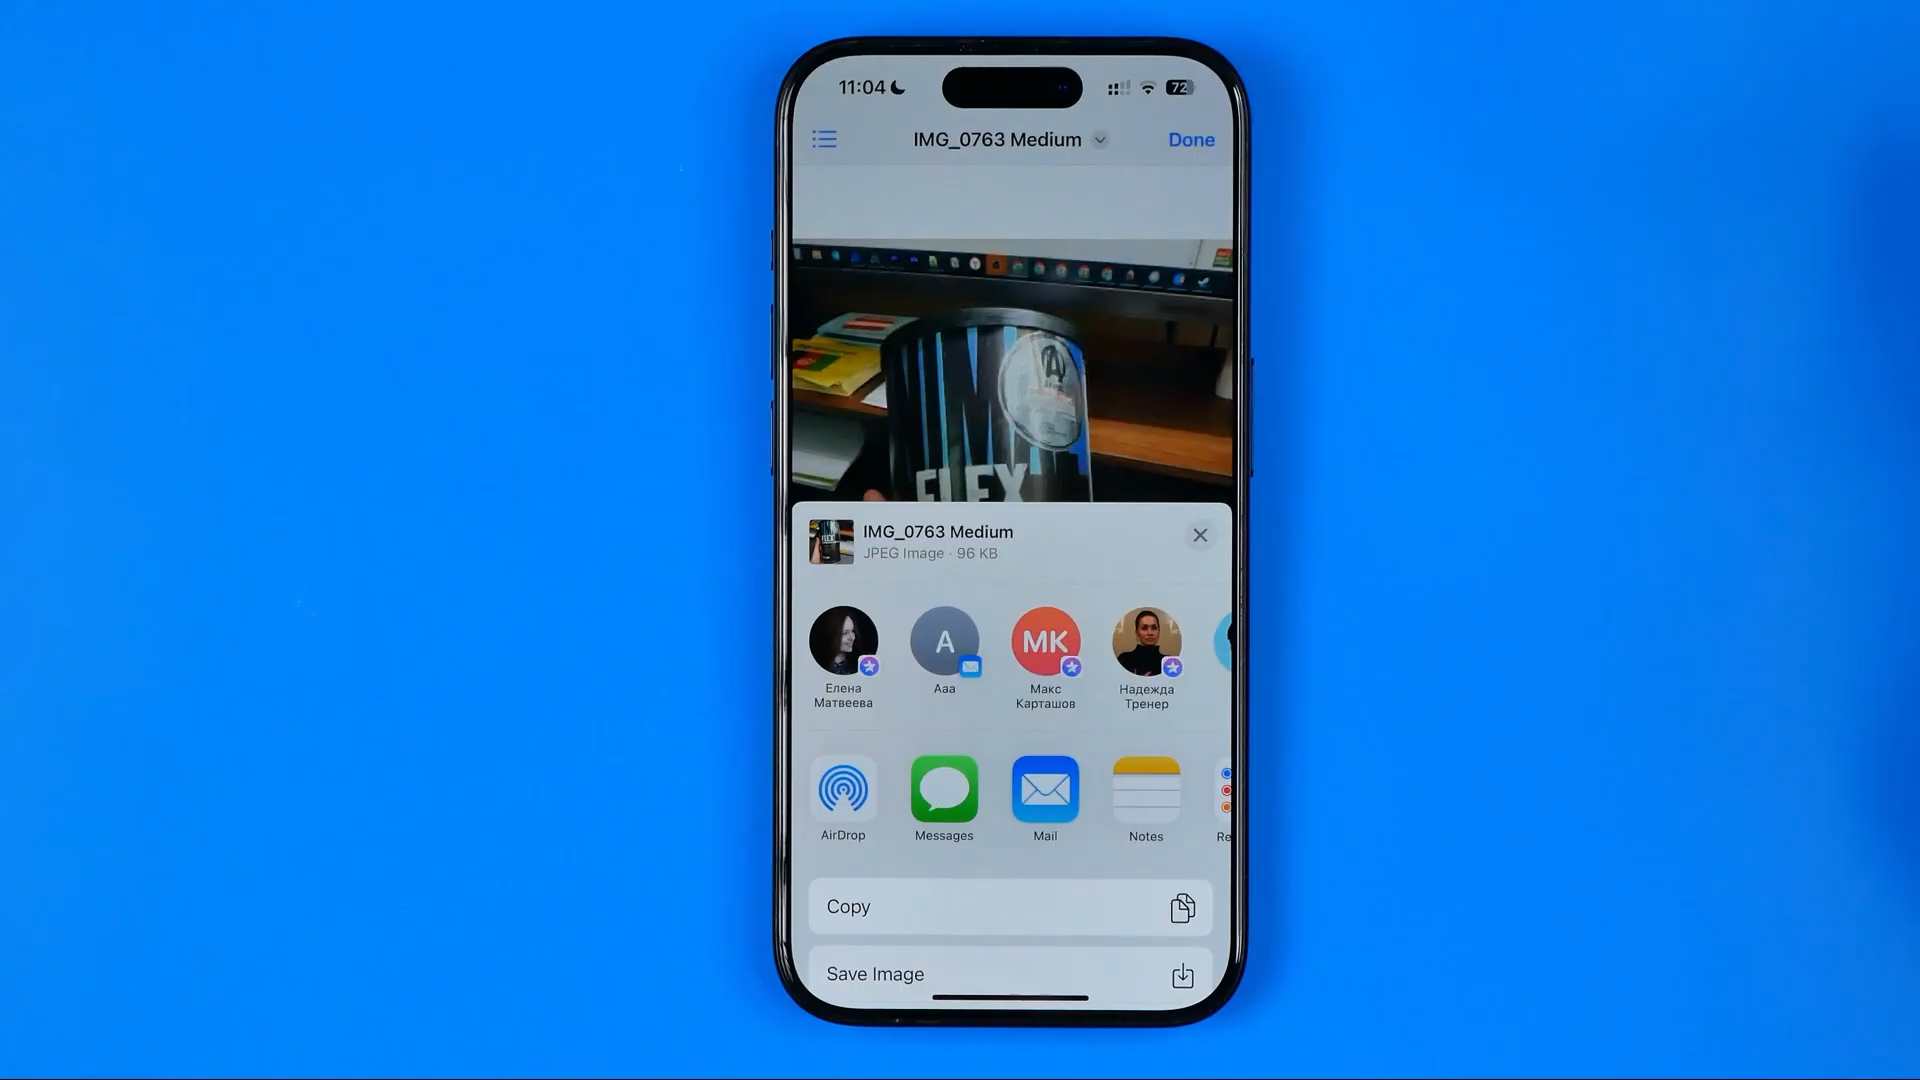 11:04
72
IMG_0763 Medium
Done
FLEX
IMG_0763 Medium
JPEG Image · 96 KB
Елена
Матвеева
A
Aaa
MK
Макс
Карташов
Надежда
Тренер
AirDrop
Messages
Mail
Notes
Re
Copy
Save Image